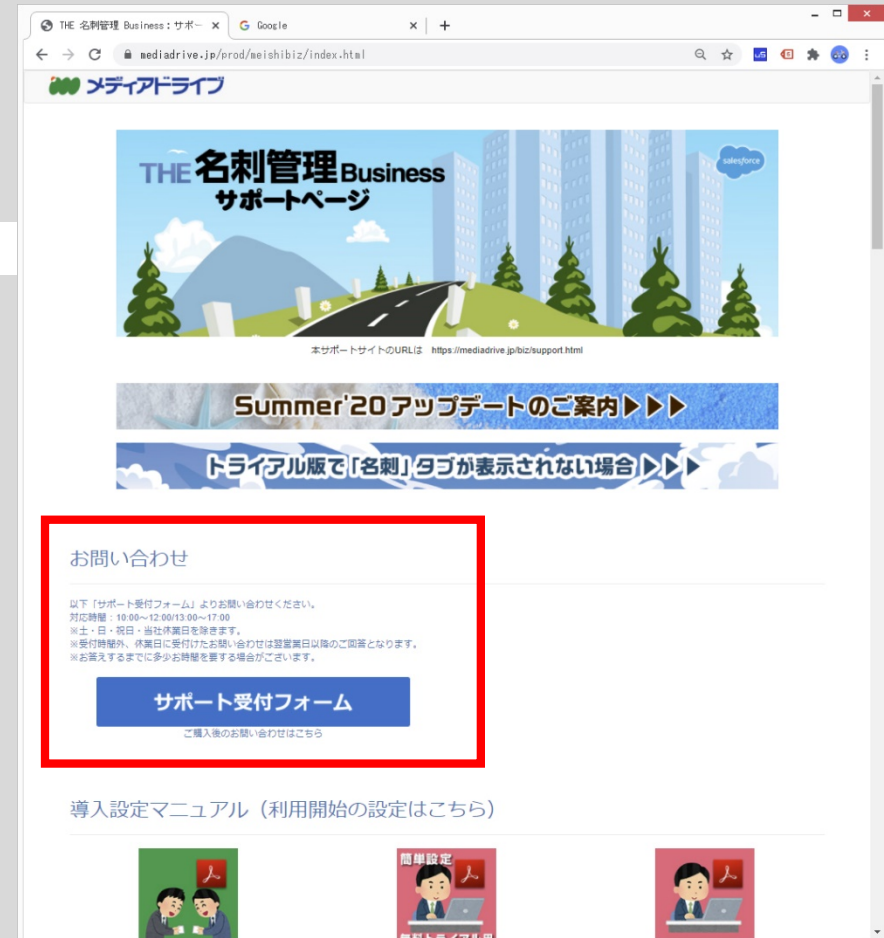 THE 名刺管理 Business：サポー
Google
mediadrive.jp/prod/meishibiz/index.html
メディアドライブ
THE 名刺管理 Business
サポートページ
salesforce
本サポートサイトのURLは https://mediadrive.jp/biz/support.html
Summer'20 アップデートのご案内▶▶▶
トライアル版で「名刺」タブが表示されない場合▶▶▶
お問い合わせ
以下「サポート受付フォーム」よりお問い合わせください。
対応時間：10:00～12:00/13:00～17:00
※土・日・祝日・当社休業日を除きます。
※受付時間外、休業日に受付けたお問い合わせは翌営業日以降のご回答となります。
※お答えするまでに多少お時間を要する場合がございます。
サポート受付フォーム
ご購入後のお問い合わせはこちら
導入設定マニュアル（利用開始の設定はこちら）
簡単設定
無料トライアル用